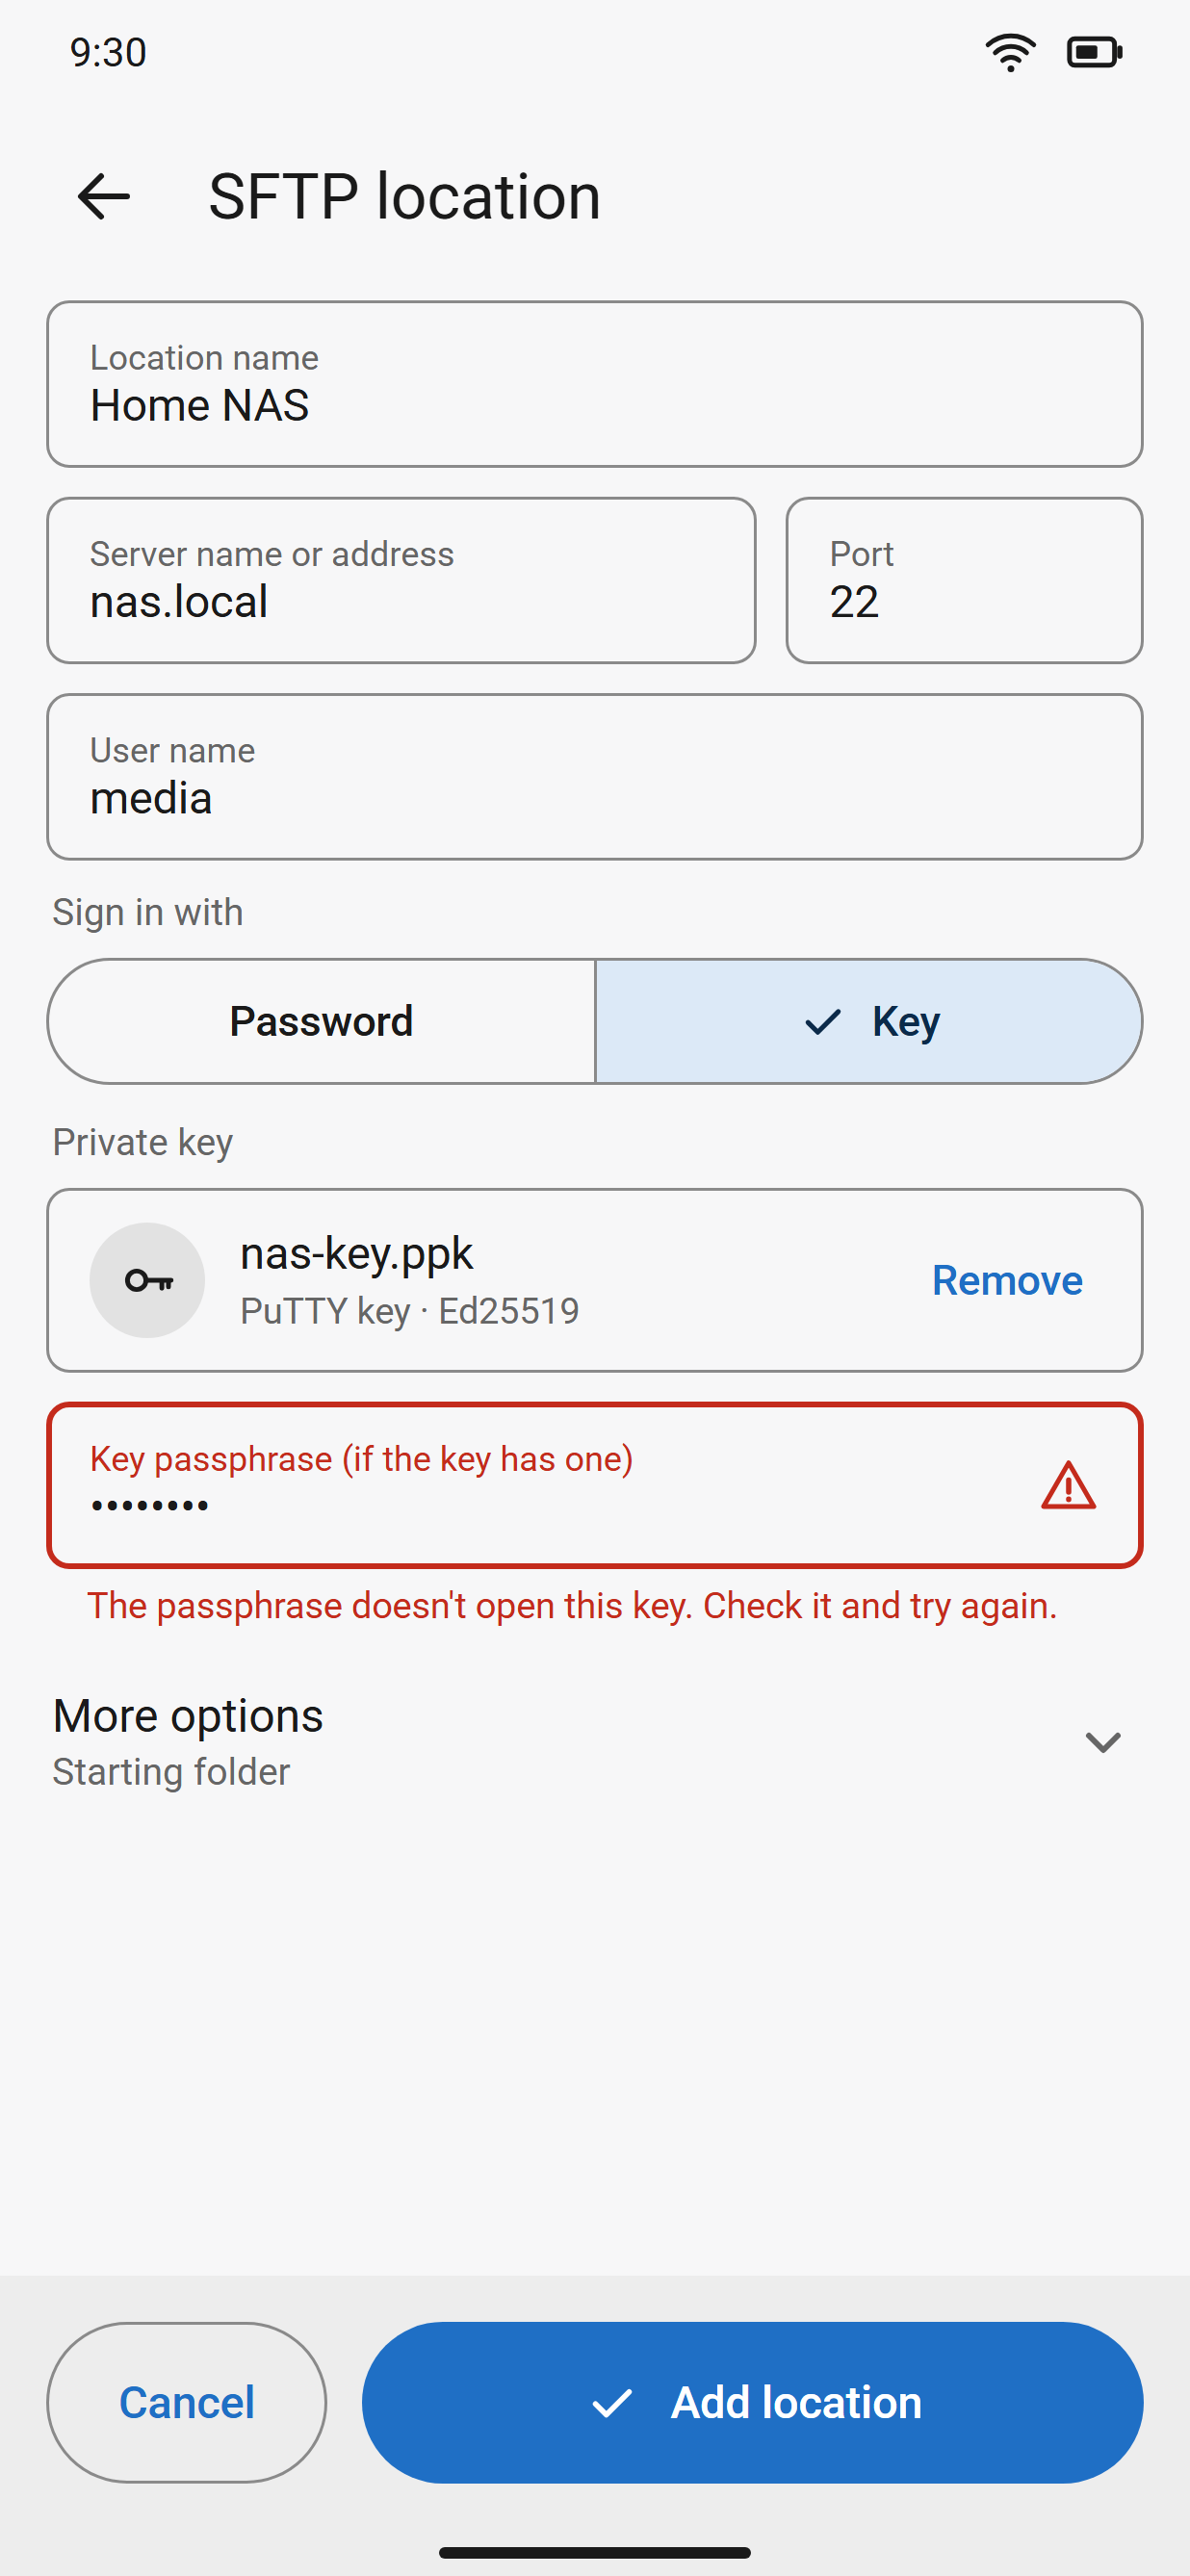 9:30
SFTP location
Location name
Home NAS
Server name or address
nas.local
Port
22
User name
media
Sign in with
Password
Key
Private key
nas-key.ppk
PuTTY key · Ed25519
Remove
Key passphrase (if the key has one)
••••••••
The passphrase doesn't open this key. Check it and try again.
More options
Starting folder
Cancel
Add location